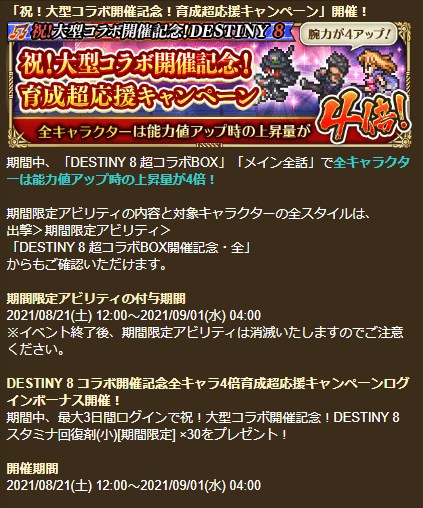 「祝！大型コラボ開催記念！育成超応援キャンペーン」開催！
祝!大型コラボ開催記念!DESTINY 8
腕力が4アップ!
祝!大型コラボ開催記念!
育成超応援キャンペーン
4倍!
全キャラクターは能力値アップ時の上昇量が
期間中、「DESTINY 8 超コラボBOX」「メイン全話」で全キャラクタ
ーは能力値アップ時の上昇量が4倍！
期間限定アビリティの内容と対象キャラクターの全スタイルは、
出撃＞期間限定アビリティ＞
「DESTINY 8 超コラボBOX開催記念・全」
からもご確認いただけます。
期間限定アビリティの付与期間
2021/08/21(土) 12:00～2021/09/01(水) 04:00
※イベント終了後、期間限定アビリティは消滅いたしますのでご注意
ください。
DESTINY 8 コラボ開催記念全キャラ4倍育成超応援キャンペーンログ
インボーナス開催！
期間中、最大3日間ログインで祝！大型コラボ開催記念！DESTINY 8
スタミナ回復剤(小)[期間限定] ×30をプレゼント！
開催期間
2021/08/21(土) 12:00～2021/09/01(水) 04:00